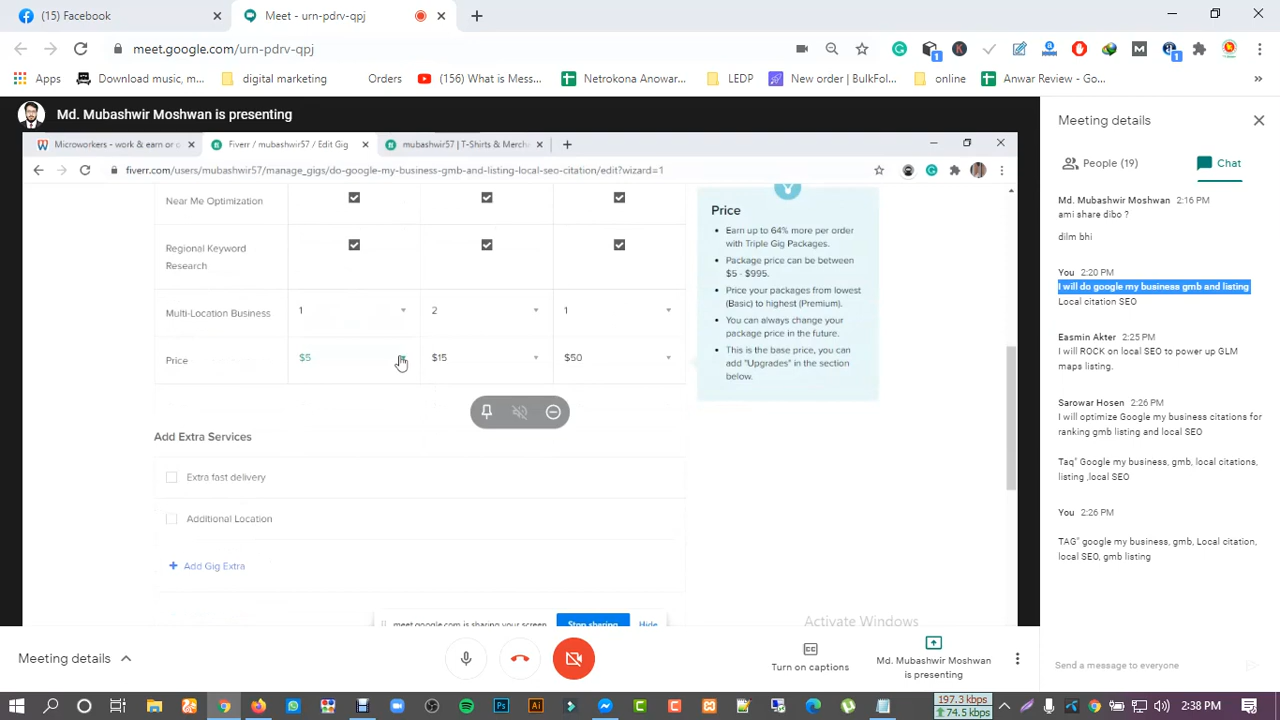 (15) Facebook
Meet - urn-pdrv-qpj
meet.google.com/urn-pdrv-qpj
Apps
Download music, m...
digital marketing
Orders
(156) What is Mess...
Netrokona Anowar...
LEDP
New order | BulkFol...
online
Anwar Review - Go...
»
Md. Mubashwir Moshwan is presenting
Microworkers - work & earn or o
Fiverr / mubashwir57 / Edit Gig
mubashwir57 | T-Shirts & Merch
fiverr.com/users/mubashwir57/manage_gigs/do-google-my-business-gmb-and-listing-local-seo-citation/edit?wizard=1
Near Me Optimization
Regional Keyword
Research
Multi-Location Business
1
2
1
Price
$5
$15
$50
Price
• Earn up to 64% more per order
with Triple Gig Packages.
• Package price can be between
$5 - $995.
• Price your packages from lowest
(Basic) to highest (Premium).
• You can always change your
package price in the future.
• This is the base price, you can
add "Upgrades" in the section
below.
Add Extra Services
Extra fast delivery
Additional Location
+ Add Gig Extra
meet.google.com is sharing your screen
Stop sharing
Hide
Activate Windows
Meeting details
People (19)
Chat
Md. Mubashwir Moshwan 2:16 PM
ami share dibo ?
dilm bhi
You 2:20 PM
I will do google my business gmb and listing
Local citation SEO
Easmin Akter 2:25 PM
I will ROCK on local SEO to power up GLM
maps listing.
Sarowar Hosen 2:26 PM
I will optimize Google my business citations for
ranking gmb listing and local SEO
Taq" Google my business, gmb, local citations,
listing ,local SEO
You 2:26 PM
TAG" google my business, gmb, Local citation,
local SEO, gmb listing
Send a message to everyone
Meeting details
Turn on captions
Md. Mubashwir Moshwan
is presenting
197.3 kbps
74.5 kbps
2:38 PM